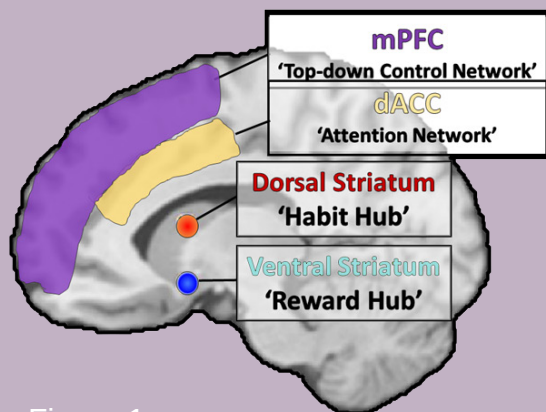 mPFC
'Top-down Control Network'
dACC
'Attention Network'
Dorsal Striatum
'Habit Hub'
Ventral Striatum
'Reward Hub'